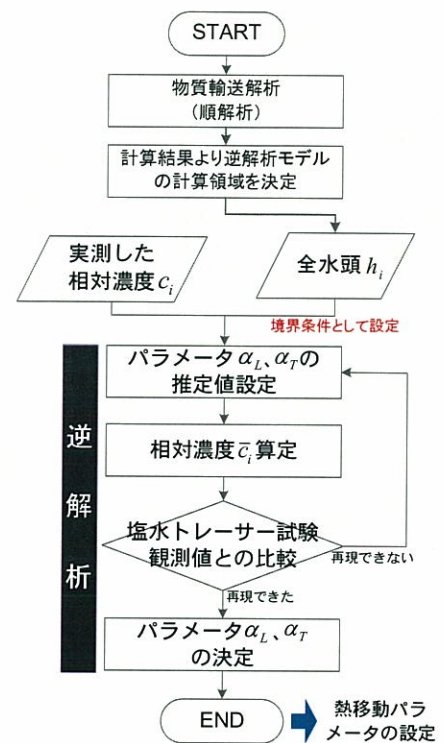 START
物質輸送解析
(順解析)
計算結果より逆解析モデル
の計算領域を決定
実測した
相対濃度 c_i
全水頭 h_i
境界条件として設定
逆解析
パラメータ α_L、α_T の
推定値設定
相対濃度 c̄_i 算定
塩水トレーサー試験
観測値との比較
再現できない
再現できた
パラメータ α_L、α_T
の決定
END
熱移動パラ
メータの設定